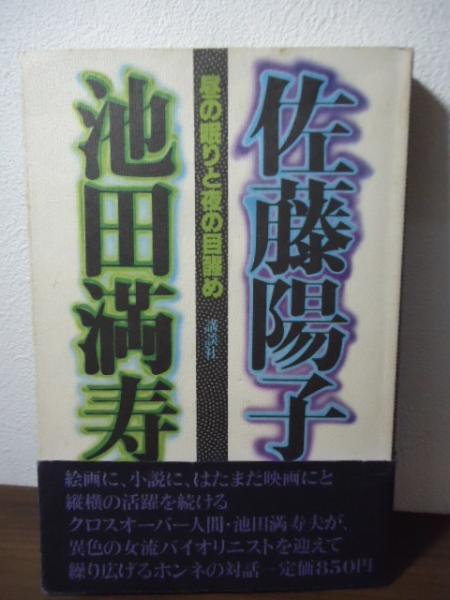 佐藤陽子
昼の眠りと夜の目醒め
講談社
池田満寿
絵画に、小説に、はたまた映画にと
縦横の活躍を続ける
クロスオーバー人間・池田満寿夫が、
異色の女流バイオリニストを迎えて
繰り広げるホンネの対話―定価850円